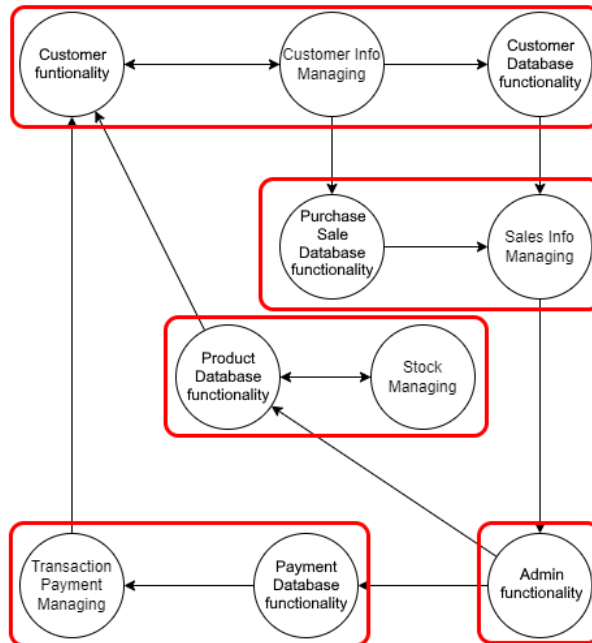 Customer
funtionality
Customer Info
Managing
Customer
Database
functionality
Purchase
Sale
Database
functionality
Sales Info
Managing
Product
Database
functionality
Stock
Managing
Transaction
Payment
Managing
Payment
Database
functionality
Admin
functionality